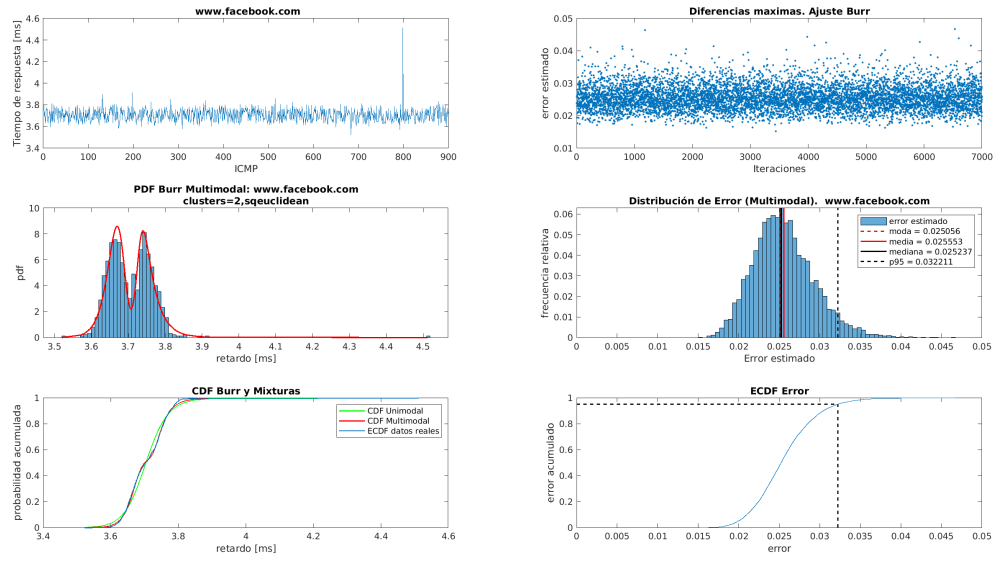 www.facebook.com
Tiempo de respuesta [ms]
4.6
4.4
4.2
4
3.8
3.6
3.4
0 100 200 300 400 500 600 700 800 900
ICMP
Diferencias maximas. Ajuste Burr
error estimado
0.05
0.04
0.03
0.02
0.01
0 1000 2000 3000 4000 5000 6000 7000
Iteraciones
PDF Burr Multimodal: www.facebook.com
clusters=2,sqeuclidean
pdf
10
8
6
4
2
0
3.5 3.6 3.7 3.8 3.9 4 4.1 4.2 4.3 4.4 4.5
retardo [ms]
Distribución de Error (Multimodal). www.facebook.com
frecuencia relativa
0.06
0.05
0.04
0.03
0.02
0.01
0
0 0.005 0.01 0.015 0.02 0.025 0.03 0.035 0.04 0.045 0.05
Error estimado
error estimado
moda = 0.025056
media = 0.025553
mediana = 0.025237
p95 = 0.032211
CDF Burr y Mixturas
probabilidad acumulada
1
0.8
0.6
0.4
0.2
0
3.4 3.6 3.8 4 4.2 4.4 4.6
retardo [ms]
CDF Unimodal
CDF Multimodal
ECDF datos reales
ECDF Error
error acumulado
1
0.8
0.6
0.4
0.2
0
0 0.005 0.01 0.015 0.02 0.025 0.03 0.035 0.04 0.045 0.05
error